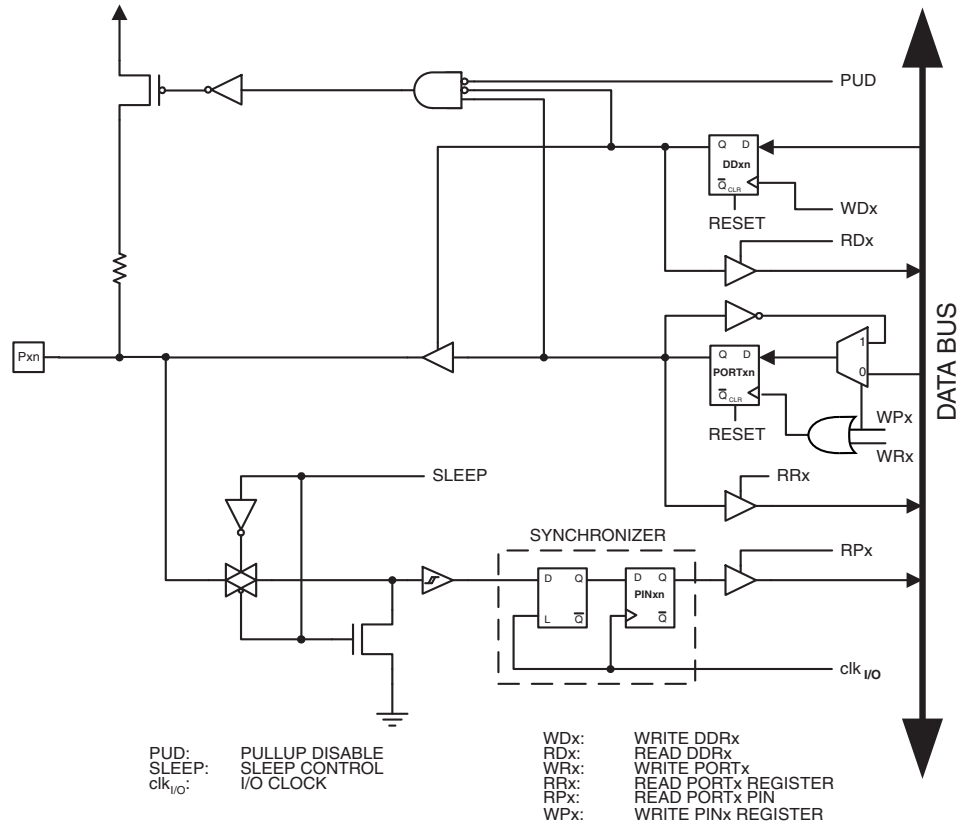 PUD
Q D
DDxn
Q CLR
WDx
RESET
RDx
Pxn
Q D
PORTxn
Q CLR
1
0
DATA BUS
WPx
WRx
RESET
SLEEP
RRx
SYNCHRONIZER
RPx
D Q
L Q
D Q
PINxn
Q
clk I/O
PUD: PULLUP DISABLE
SLEEP: SLEEP CONTROL
clkI/O: I/O CLOCK
WDx: WRITE DDRx
RDx: READ DDRx
WRx: WRITE PORTx
RRx: READ PORTx REGISTER
RPx: READ PORTx PIN
WPx: WRITE PINx REGISTER